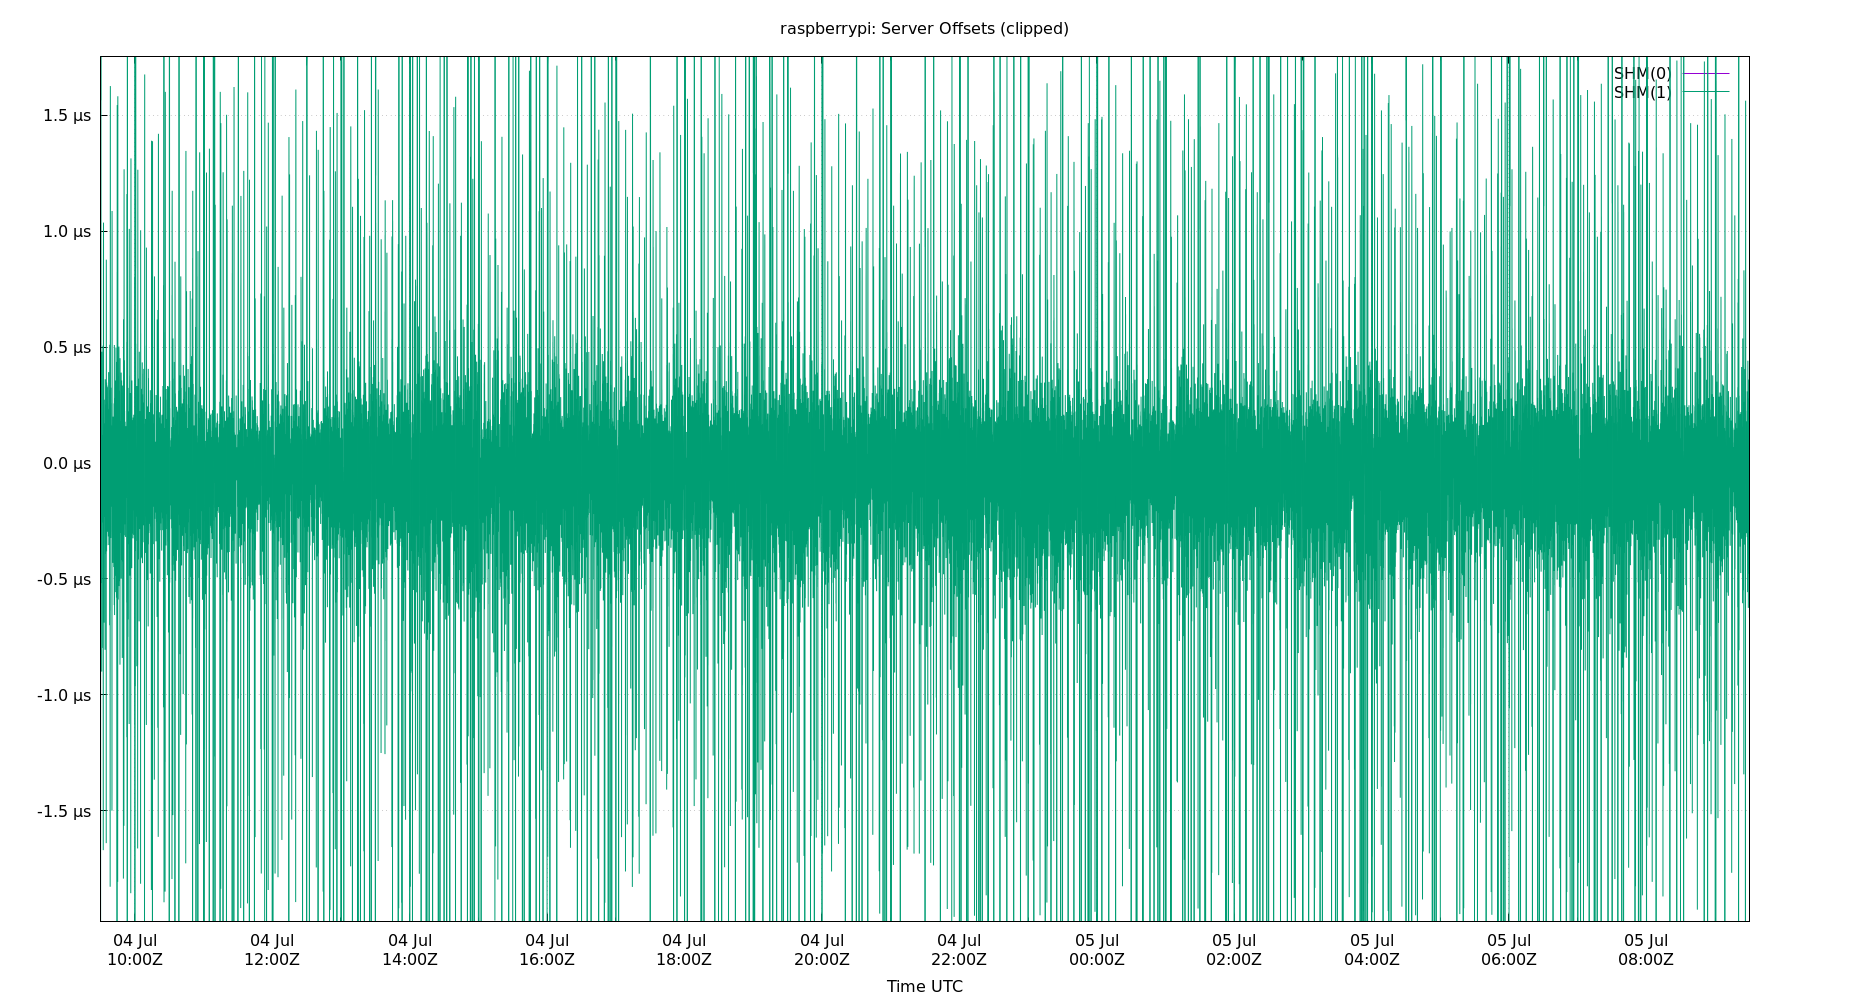 raspberrypi: Server Offsets (clipped)
SHM(0)
SHM(1)
1.5 µs
1.0 µs
0.5 µs
0.0 µs
-0.5 µs
-1.0 µs
-1.5 µs
04 Jul 04 Jul 04 Jul 04 Jul 04 Jul 04 Jul 04 Jul 05 Jul 05 Jul 05 Jul 05 Jul 05 Jul
10:00Z 12:00Z 14:00Z 16:00Z 18:00Z 20:00Z 22:00Z 00:00Z 02:00Z 04:00Z 06:00Z 08:00Z
Time UTC